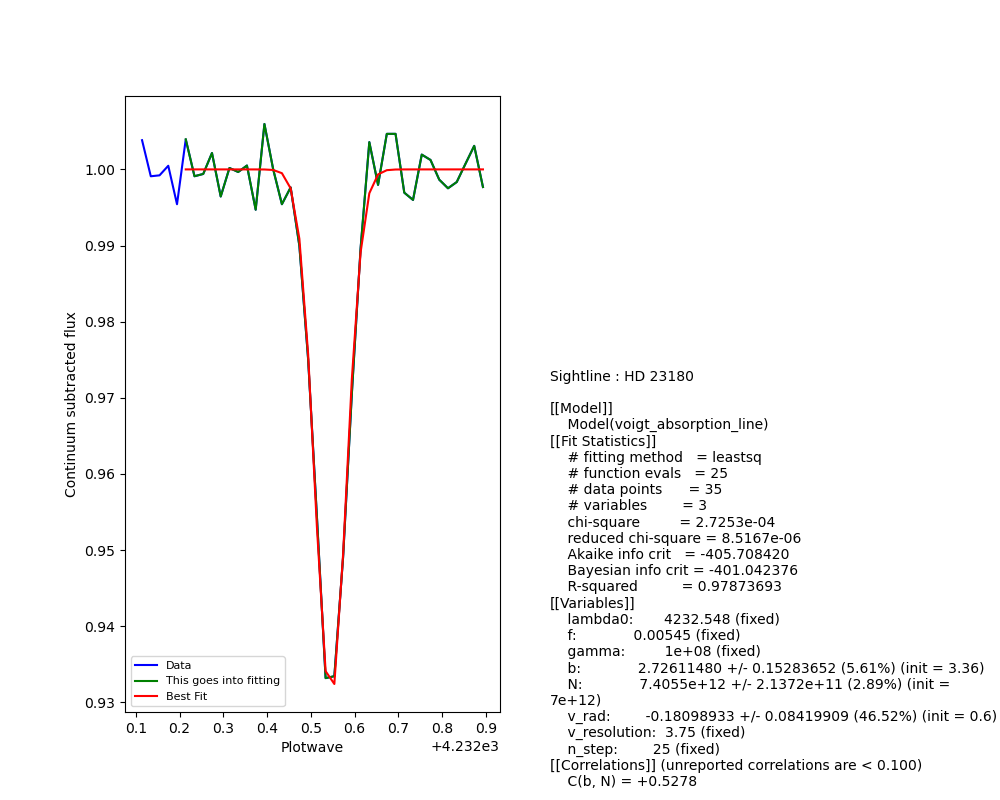 1.00
0.99
0.98
0.97
0.96
0.95
0.94
0.93
Continuum subtracted flux
Data
This goes into fitting
Best Fit
0.1 0.2 0.3 0.4 0.5 0.6 0.7 0.8 0.9
Plotwave
+4.232e3
Sightline : HD 23180
[[Model]]
Model(voigt_absorption_line)
[[Fit Statistics]]
# fitting method = leastsq
# function evals = 25
# data points = 35
# variables = 3
chi-square = 2.7253e-04
reduced chi-square = 8.5167e-06
Akaike info crit = -405.708420
Bayesian info crit = -401.042376
R-squared = 0.97873693
[[Variables]]
lambda0: 4232.548 (fixed)
f: 0.00545 (fixed)
gamma: 1e+08 (fixed)
b: 2.72611480 +/- 0.15283652 (5.61%) (init = 3.36)
N: 7.4055e+12 +/- 2.1372e+11 (2.89%) (init =
7e+12)
v_rad: -0.18098933 +/- 0.08419909 (46.52%) (init = 0.6)
v_resolution: 3.75 (fixed)
n_step: 25 (fixed)
[[Correlations]] (unreported correlations are < 0.100)
C(b, N) = +0.5278